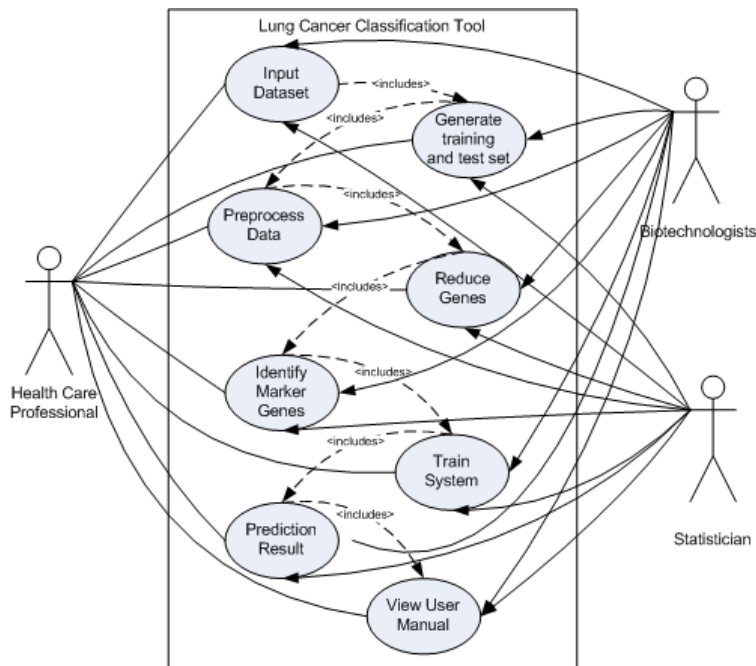 Lung Cancer Classification Tool
Input
Dataset
<includes>
Generate
training
and test set
<includes>
<includes>
Preprocess
Data
Biotechnologists
Reduce
Genes
<includes>
Health Care
Professional
Identify
Marker
Genes
<includes>
<includes>
Train
System
<includes>
Prediction
Result
Statistician
View User
Manual